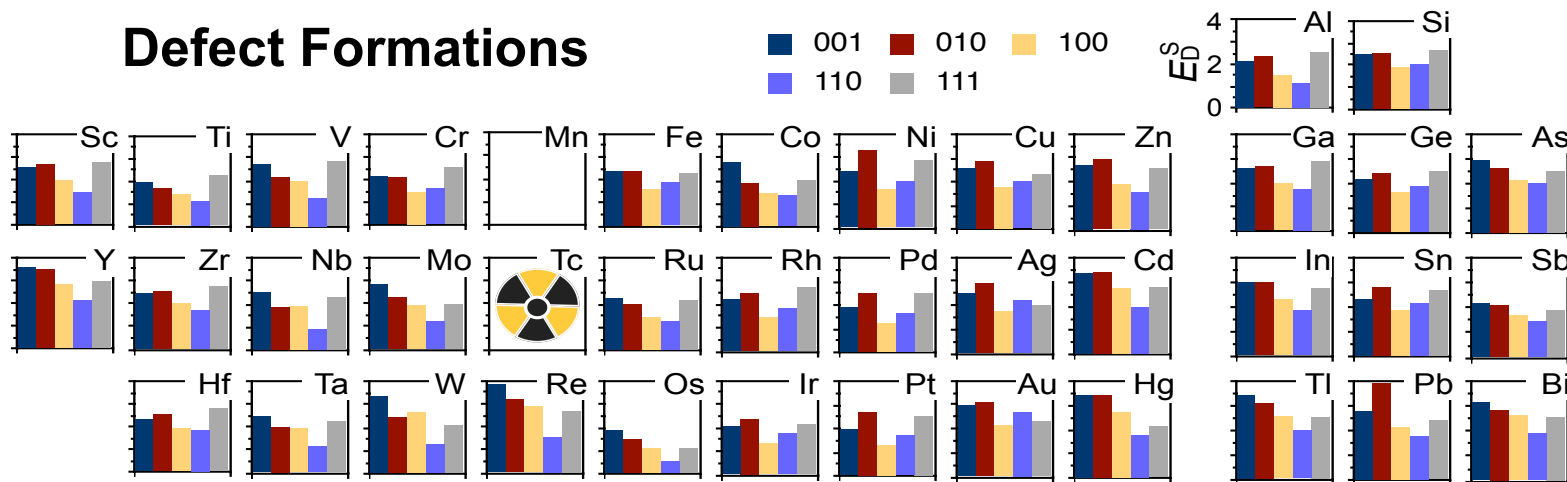 Defect Formations
001 010 100
110 111
E_D^S
4
2
0
Al Si
Sc Ti V Cr Mn Fe Co Ni Cu Zn Ga Ge As
Y Zr Nb Mo Tc Ru Rh Pd Ag Cd In Sn Sb
Hf Ta W Re Os Ir Pt Au Hg Tl Pb Bi